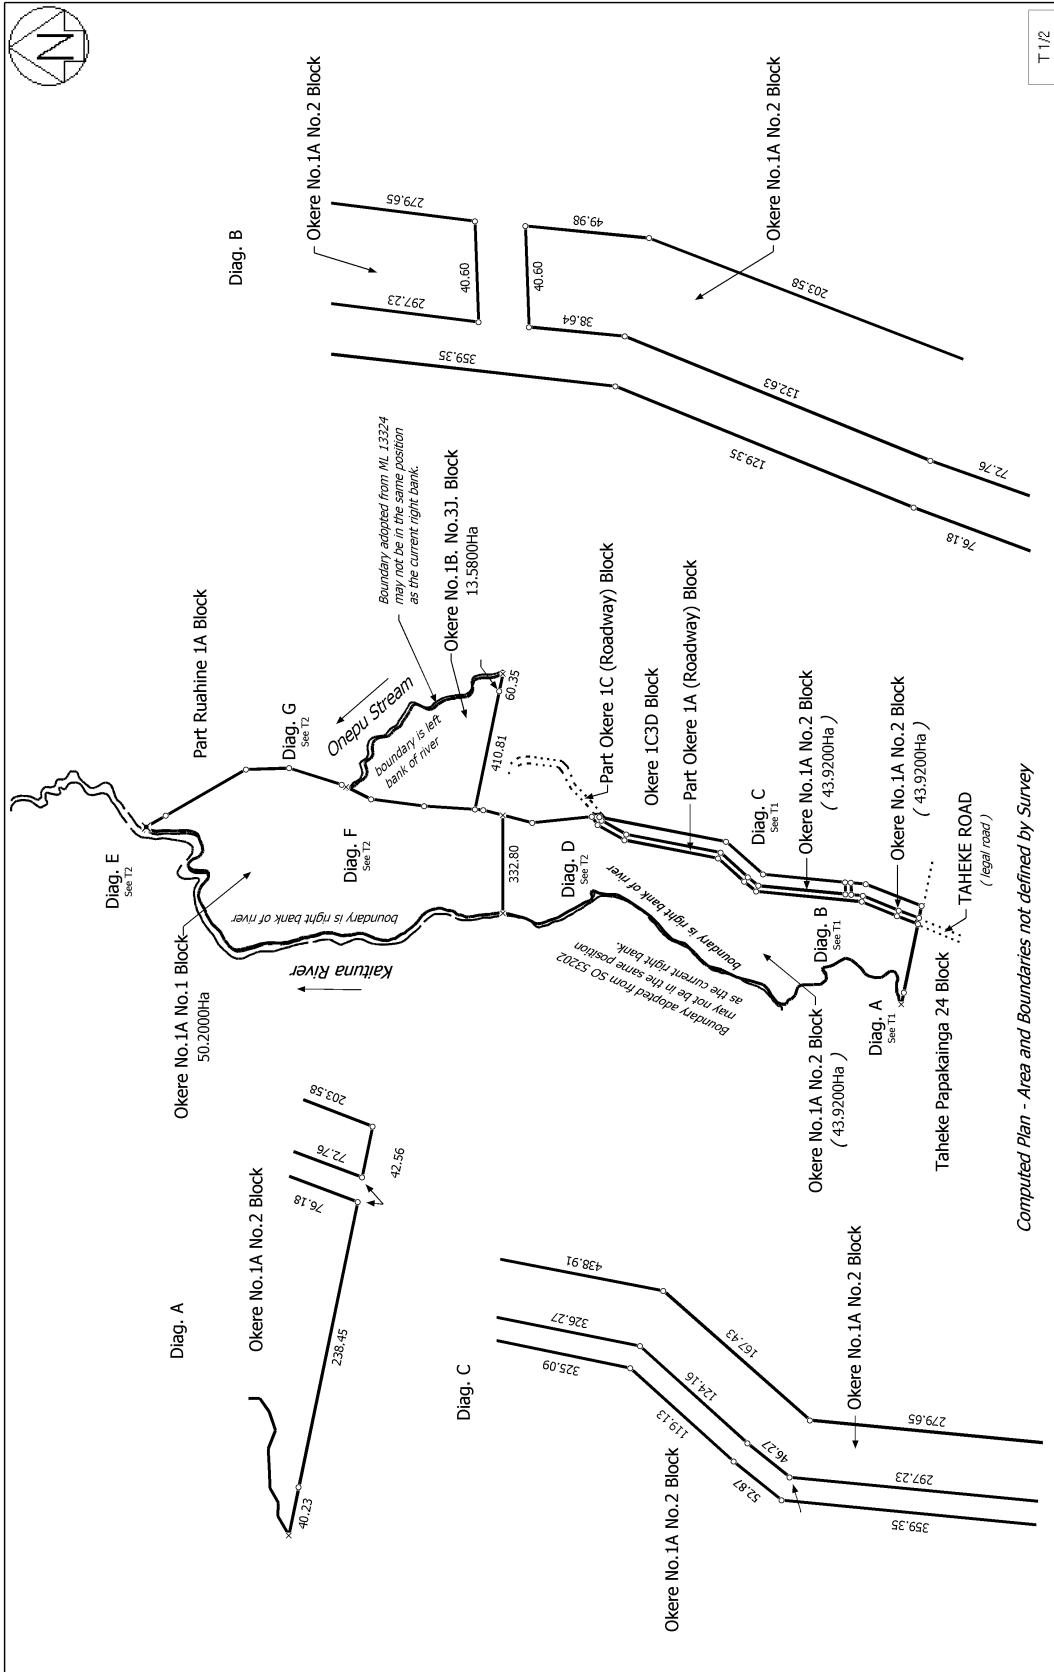 N
T 1/2
Diag. B
Okere No.1A No.2 Block
279.65
297.23
40.60
359.35
40.60
49.98
38.64
203.58
132.63
129.35
72.76
76.18
Okere No.1A No.2 Block
Part Ruahine 1A Block
Diag. E
See T2
Diag. G
See T2
Diag. F
See T2
Onepu Stream
boundary is left
bank of river
Boundary adopted from ML 13324
may not be in the same position
as the current right bank.
Okere No.1B. No.3J. Block
13.5800Ha
60.35
410.81
332.80
Okere No.1A No.1 Block
50.2000Ha
boundary is right bank of river
Kaituna River
Diag. D
See T2
Part Okere 1C (Roadway) Block
Okere 1C3D Block
Part Okere 1A (Roadway) Block
Diag. C
See T1
boundary is right bank of river
Boundary adopted from SO 53202
may not be in the same position
as the current right bank.
Okere No.1A No.2 Block
( 43.9200Ha )
Okere No.1A No.2 Block
( 43.9200Ha )
Diag. B
See T1
Diag. A
See T1
Okere No.1A No.2 Block
( 43.9200Ha )
TAHEKE ROAD
( legal road )
Taheke Papakainga 24 Block
Computed Plan - Area and Boundaries not defined by Survey
Diag. A
Okere No.1A No.2 Block
203.58
72.76
76.18
42.56
238.45
40.23
Diag. C
438.91
326.27
325.09
167.43
124.16
119.13
46.27
52.87
279.65
297.23
359.35
Okere No.1A No.2 Block
Okere No.1A No.2 Block